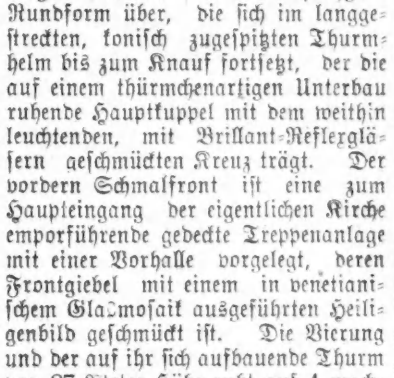 Rundform über, die sich im langge-
streckten, konisch zugespitzten Thurm-
helm bis zum Knauf fortsetzt, der die
auf einem thürmchenartigen Unterbau
ruhende Hauptkuppel mit dem weithin
leuchtenden, mit Brillant-Reflexglä-
sern geschmückten Kreuz trägt. Der
vordern Schmalfront ist eine zum
Haupteingang der eigentlichen Kirche
emporführende gedeckte Treppenanlage
mit einer Vorhalle vorgelegt, deren
Frontgiebel mit einem in venetiani-
schem Glasmosaik ausgeführten Heili-
genbild geschmückt ist. Die Vierung
und der auf ihr sich aufbauende Thurm